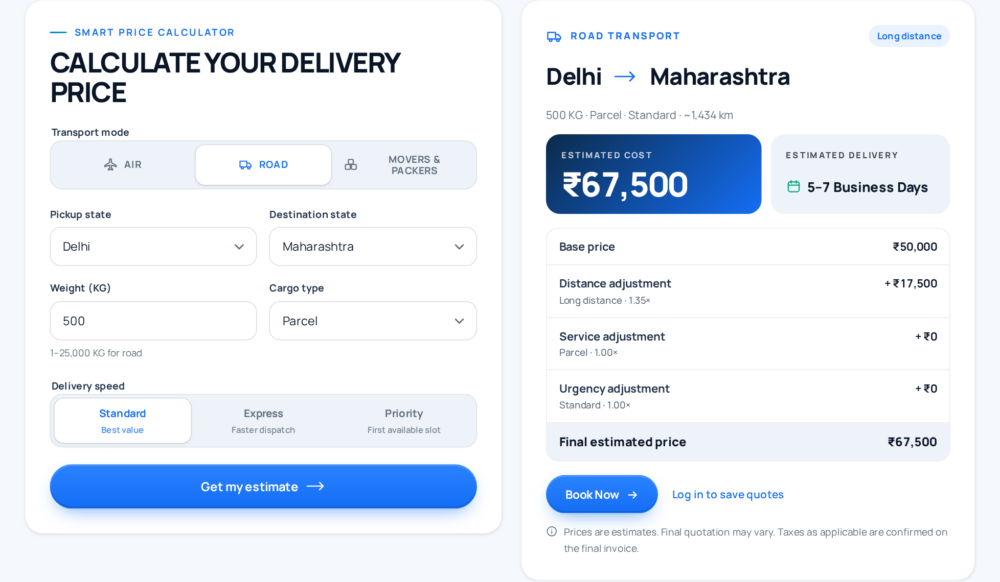 SMART PRICE CALCULATOR
CALCULATE YOUR DELIVERY
PRICE
Transport mode
AIR
ROAD
MOVERS &
PACKERS
Pickup state
Destination state
Delhi
Maharashtra
Weight (KG)
Cargo type
500
Parcel
1–25,000 KG for road
Delivery speed
Standard
Best value
Express
Faster dispatch
Priority
First available slot
Get my estimate →
ROAD TRANSPORT
Long distance
Delhi → Maharashtra
500 KG · Parcel · Standard · ~1,434 km
ESTIMATED COST
₹67,500
ESTIMATED DELIVERY
5–7 Business Days
Base price ₹50,000
Distance adjustment + ₹17,500
Long distance · 1.35×
Service adjustment + ₹0
Parcel · 1.00×
Urgency adjustment + ₹0
Standard · 1.00×
Final estimated price ₹67,500
Book Now →
Log in to save quotes
Prices are estimates. Final quotation may vary. Taxes as applicable are confirmed on
the final invoice.